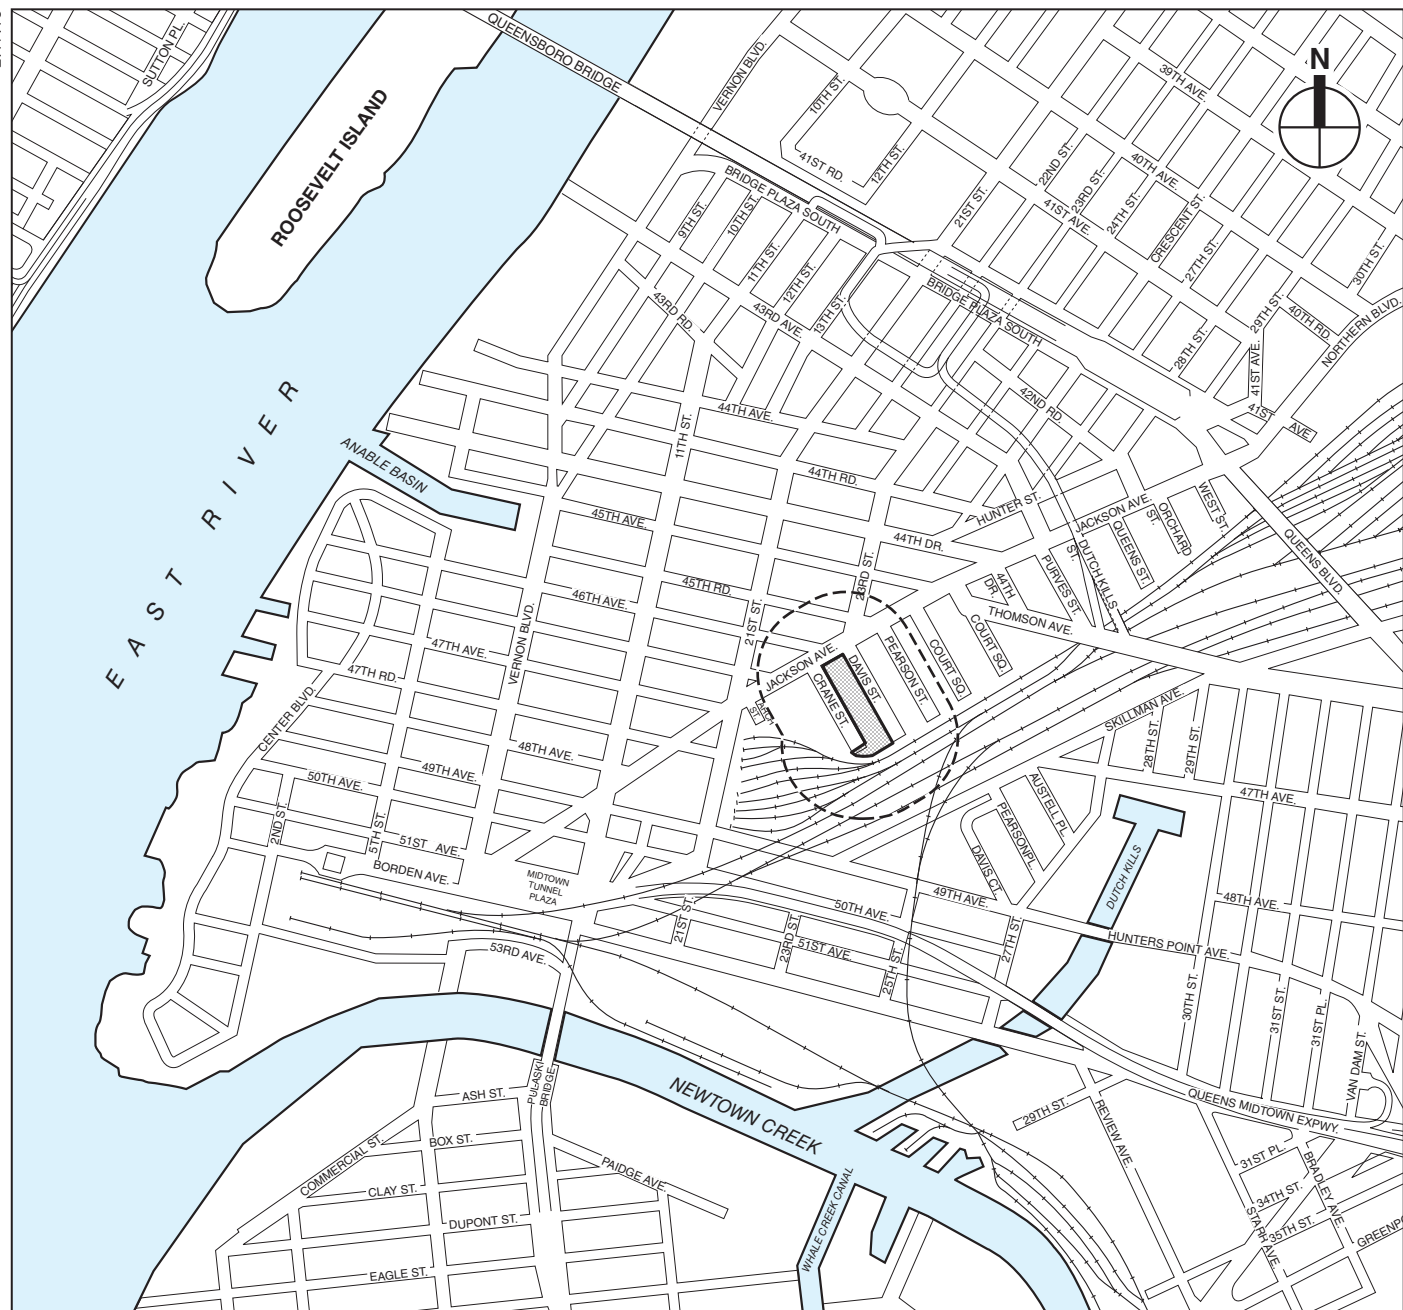 SUTTON PL.
QUEENSBORO BRIDGE
ROOSEVELT ISLAND
VERNON BLVD.
10TH ST.
39TH AVE.
N
41ST RD.
12TH ST.
22ND ST.
40TH AVE.
23RD ST.
24TH ST.
BRIDGE PLAZA SOUTH
9TH ST.
10TH ST.
21ST ST.
41ST AVE.
CRESCENT ST.
27TH ST.
30TH ST.
11TH ST.
12TH ST.
13TH ST.
43RD RD.
43RD AVE.
BRIDGE PLAZA SOUTH
28TH ST.
29TH ST.
40TH RD.
NORTHERN BLVD.
41ST AVE.
41ST AVE
42ND RD.
44TH AVE.
11TH ST.
EAST RIVER
ANABLE BASIN
44TH RD.
HUNTER ST.
JACKSON AVE.
ORCHARD ST.
WEST ST.
45TH AVE.
44TH DR.
QUEENS ST.
DUTCH KILLS ST.
PURVES ST.
QUEENS BLVD.
23RD ST.
45TH RD.
46TH AVE.
44TH DR.
THOMSON AVE.
21ST ST.
VERNON BLVD.
47TH AVE.
47TH RD.
JACKSON AVE.
DAVIS ST.
CRANE ST.
PEARSON ST.
COURT SQ.
COURT SQ.
ARCH ST.
CENTER BLVD.
SKILLMAN AVE.
28TH ST.
29TH ST.
48TH AVE.
49TH AVE.
50TH AVE.
2ND ST.
5TH ST.
51ST AVE.
BORDEN AVE.
MIDTOWN
TUNNEL
PLAZA
AUSTELL PL.
PEARSONPL.
DAVIS CT.
47TH AVE.
DUTCH KILLS
49TH AVE.
50TH AVE.
48TH AVE.
21ST ST.
23RD ST.
51ST AVE.
25TH ST.
27TH ST.
HUNTERS POINT AVE.
53RD AVE.
30TH ST.
31ST ST.
31ST PL.
VAN DAM ST.
PULASKI
BRIDGE
ASH ST.
NEWTOWN CREEK
QUEENS MIDTOWN EXPWY.
29TH ST.
REVIEW AVE.
BOX ST.
COMMERCIAL ST.
PAIDGE AVE.
31ST PL.
BRADLEY AVE.
CLAY ST.
34TH ST.
35TH ST.
STARR AVE.
DUPONT ST.
WHALE CREEK CANAL
EAGLE ST.